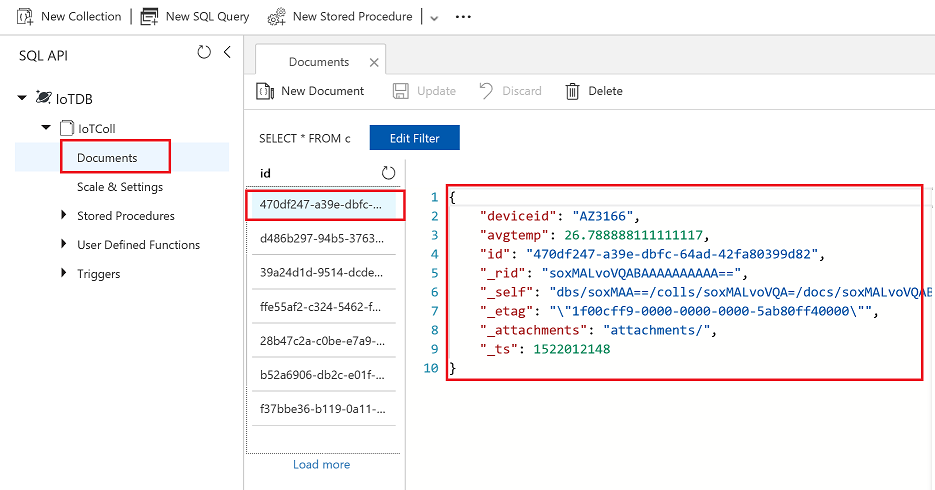 New Collection New SQL Query New Stored Procedure
SQL API
IoTDB
IoTColl
Documents
Scale & Settings
Stored Procedures
User Defined Functions
Triggers
Documents
New Document Update Discard Delete
SELECT * FROM c Edit Filter
id
470df247-a39e-dbfc-...
d486b297-94b5-3763...
39a24d1d-9514-dcde...
ffe55af2-c324-5462-f...
28b47c2a-c0be-e7a9-...
b52a6906-db2c-e01f-...
f37bbe36-b119-0a11-...
Load more
1 {
2 "deviceid": "AZ3166",
3 "avgtemp": 26.788888111111117,
4 "id": "470df247-a39e-dbfc-64ad-42fa80399d82",
5 "_rid": "soxMALvoVQABAAAAAAAAAA==",
6 "_self": "dbs/soxMAA==/colls/soxMALvoVQA=/docs/soxMALvoVQAB
7 "_etag": "\"1f00cff9-0000-0000-0000-5ab80ff40000\"",
8 "_attachments": "attachments/",
9 "_ts": 1522012148
10 }